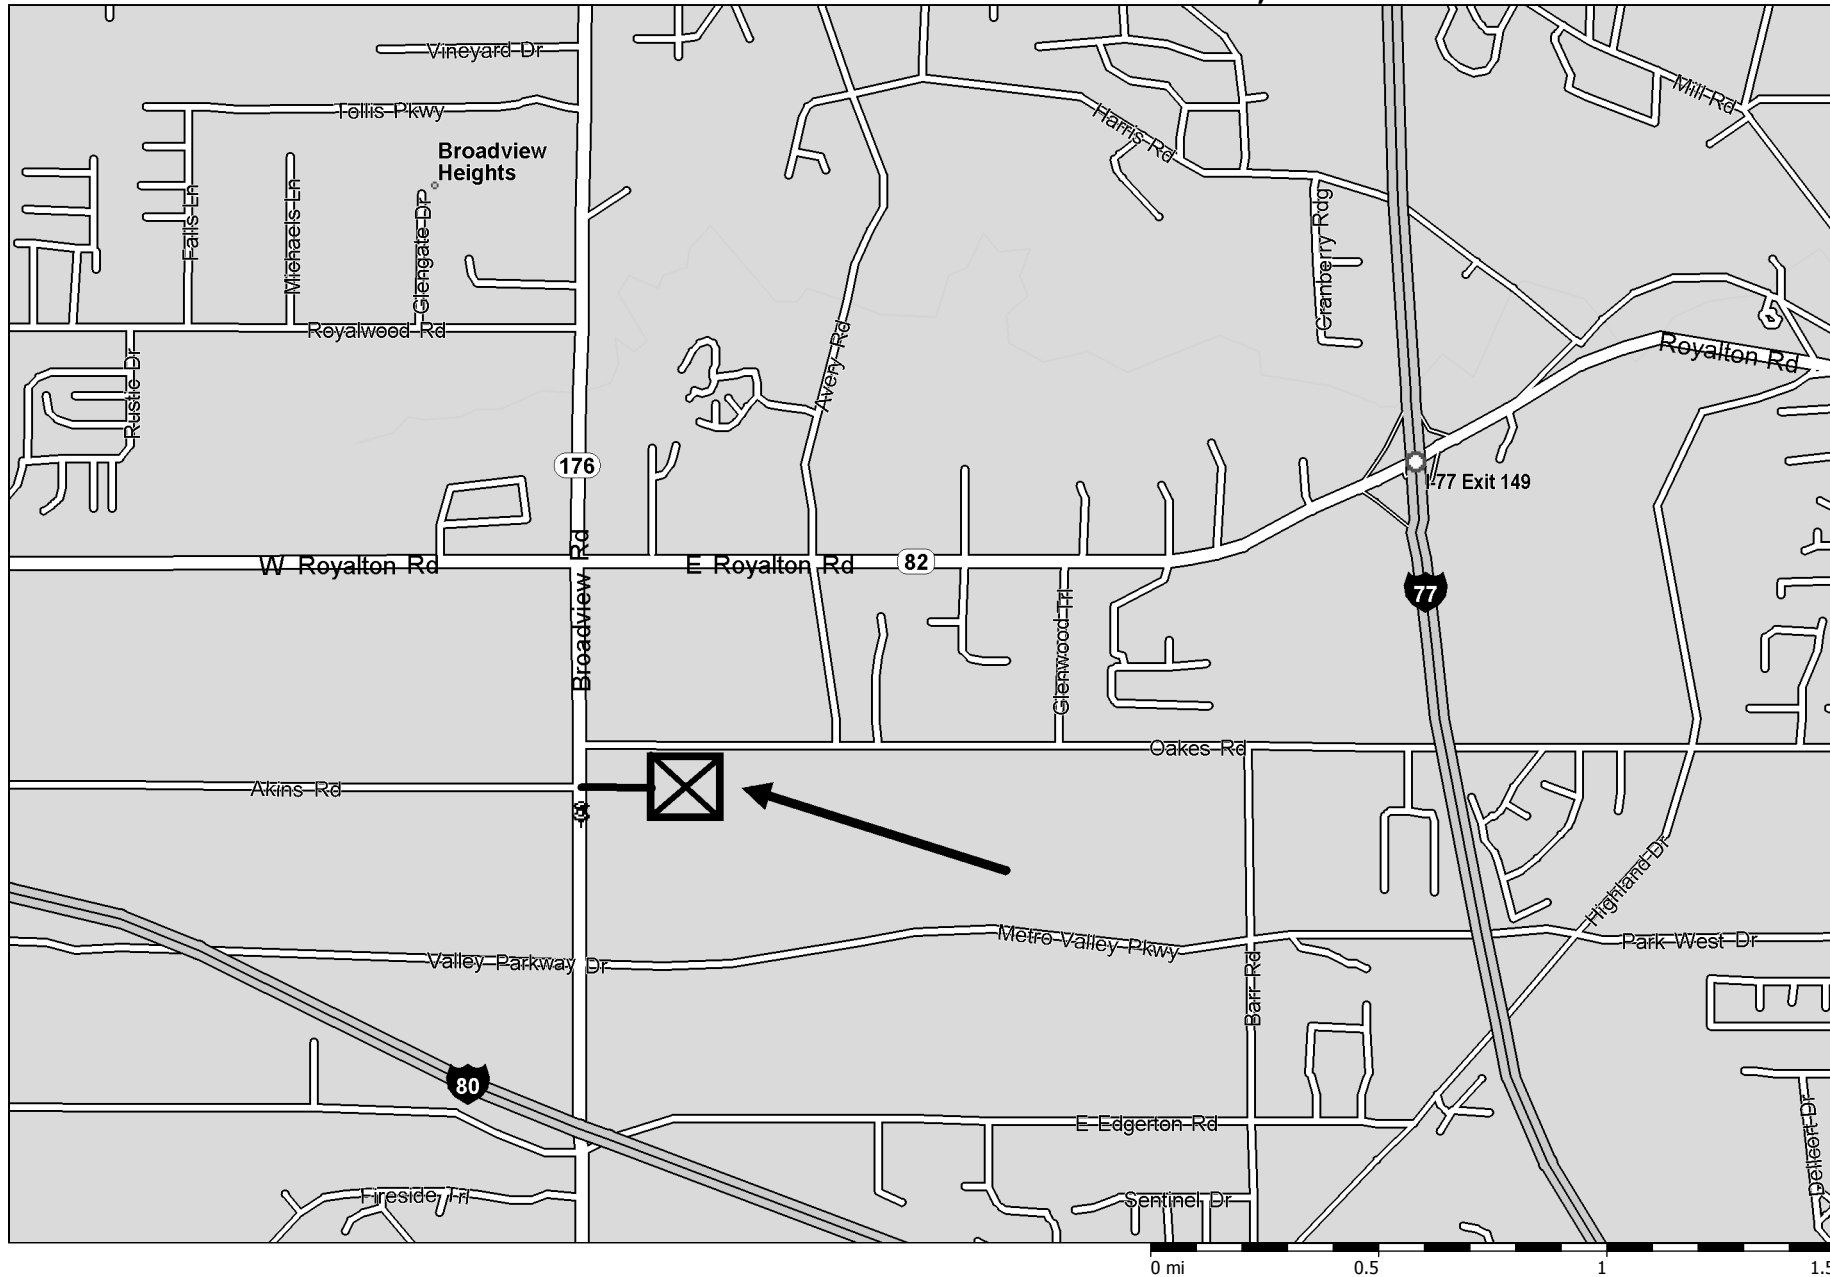 Vineyard Dr
Tollis Pkwy
Mill Rd
Harris Rd
Broadview
Heights
Falls Ln
Michaels Ln
Glengate Dr
Cranberry Rdg
Royalwood Rd
Avery Rd
Royalton Rd
Rustic Dr
176
I-77 Exit 149
W Royalton Rd
Broadview Rd
E Royalton Rd
82
77
Glenwood Trl
Oakes Rd
Akins Rd
Highland Dr
Valley Parkway Dr
Metro Valley Pkwy
Park West Dr
Barr Rd
80
E Edgerton Rd
Fireside Trl
Sentinel Dr
0 mi
0.5
1
1.5